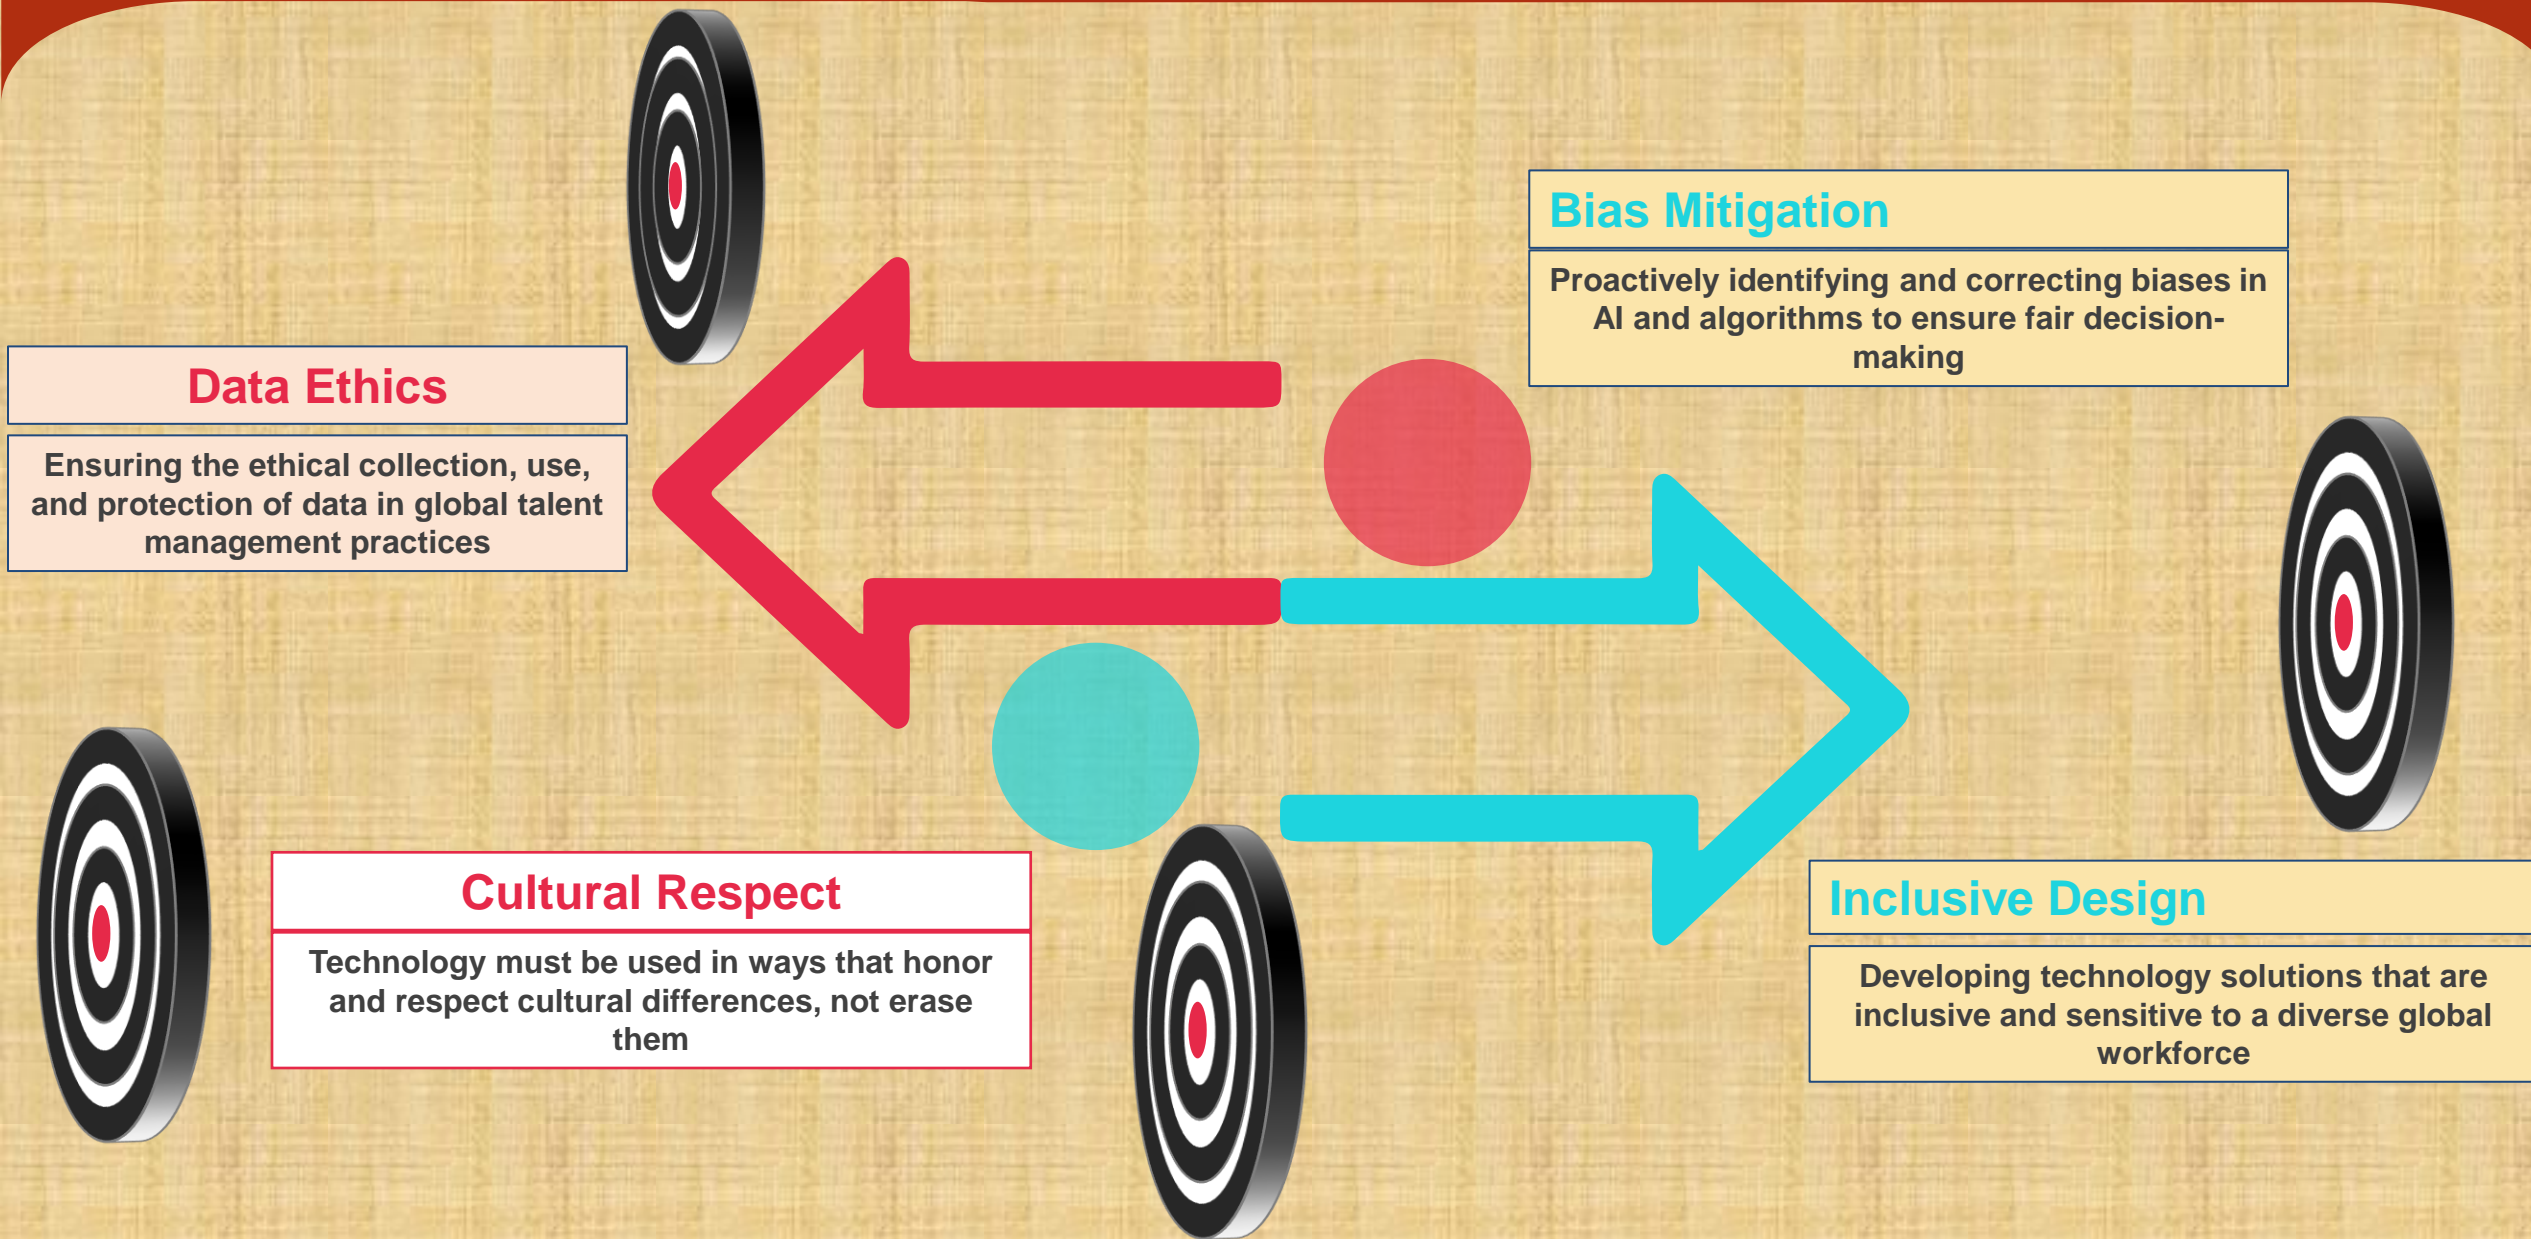 Data Ethics
Ensuring the ethical collection, use,
and protection of data in global talent
management practices
Bias Mitigation
Proactively identifying and correcting biases in
AI and algorithms to ensure fair decision-
making
Cultural Respect
Technology must be used in ways that honor
and respect cultural differences, not erase
them
Inclusive Design
Developing technology solutions that are
inclusive and sensitive to a diverse global
workforce